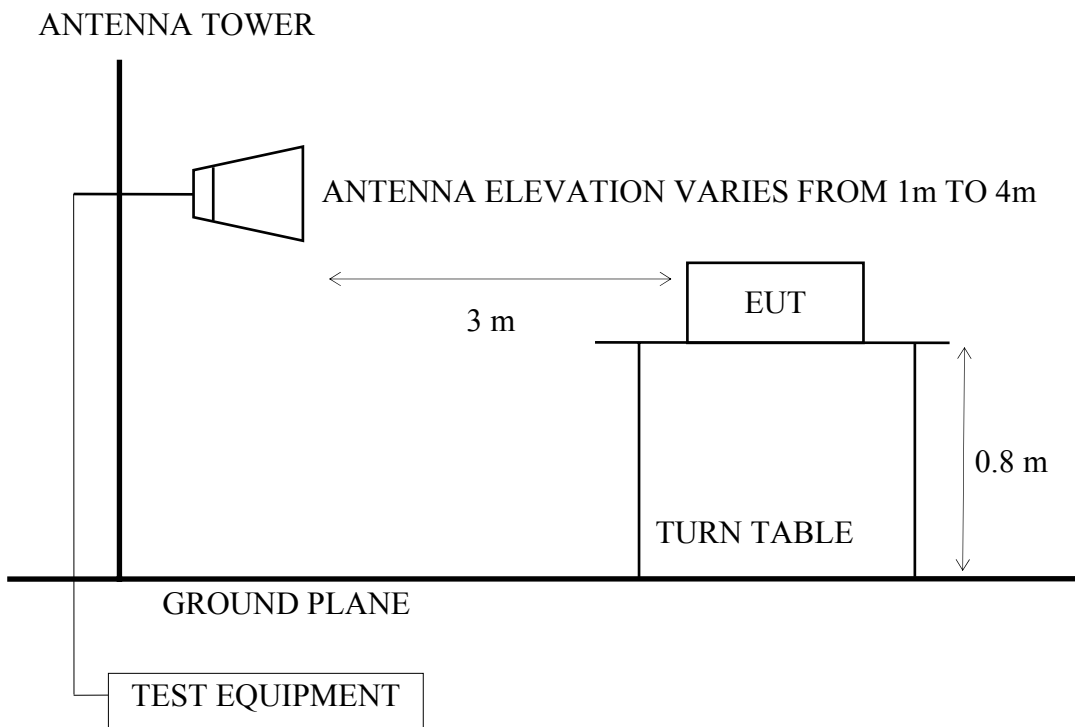 ANTENNA TOWER
ANTENNA ELEVATION VARIES FROM 1m TO 4m
EUT
3 m
0.8 m
TURN TABLE
GROUND PLANE
TEST EQUIPMENT